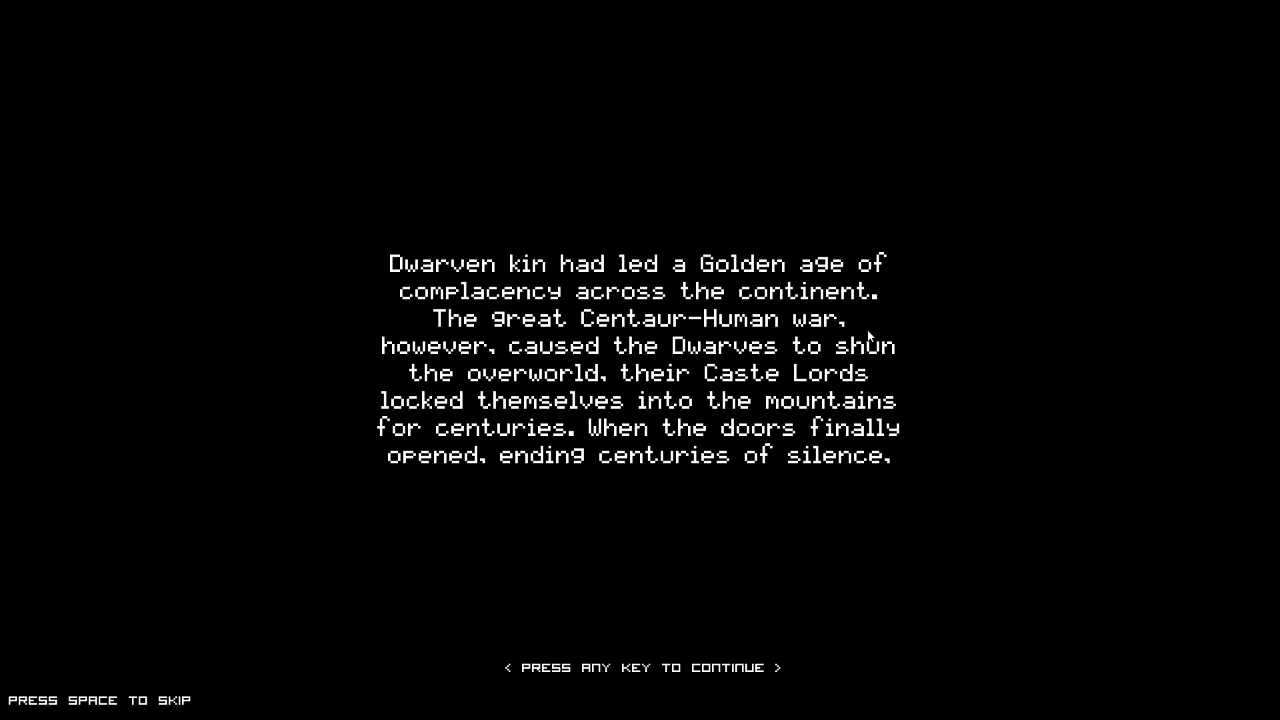 Dwarven kin had led a Golden age of
complacency across the continent.
The great Centaur-Human war,
however, caused the Dwarves to shun
the overworld, their Caste Lords
locked themselves into the mountains
for centuries. When the doors finally
opened, ending centuries of silence,
< PRESS ANY KEY TO CONTINUE >
PRESS SPACE TO SKIP